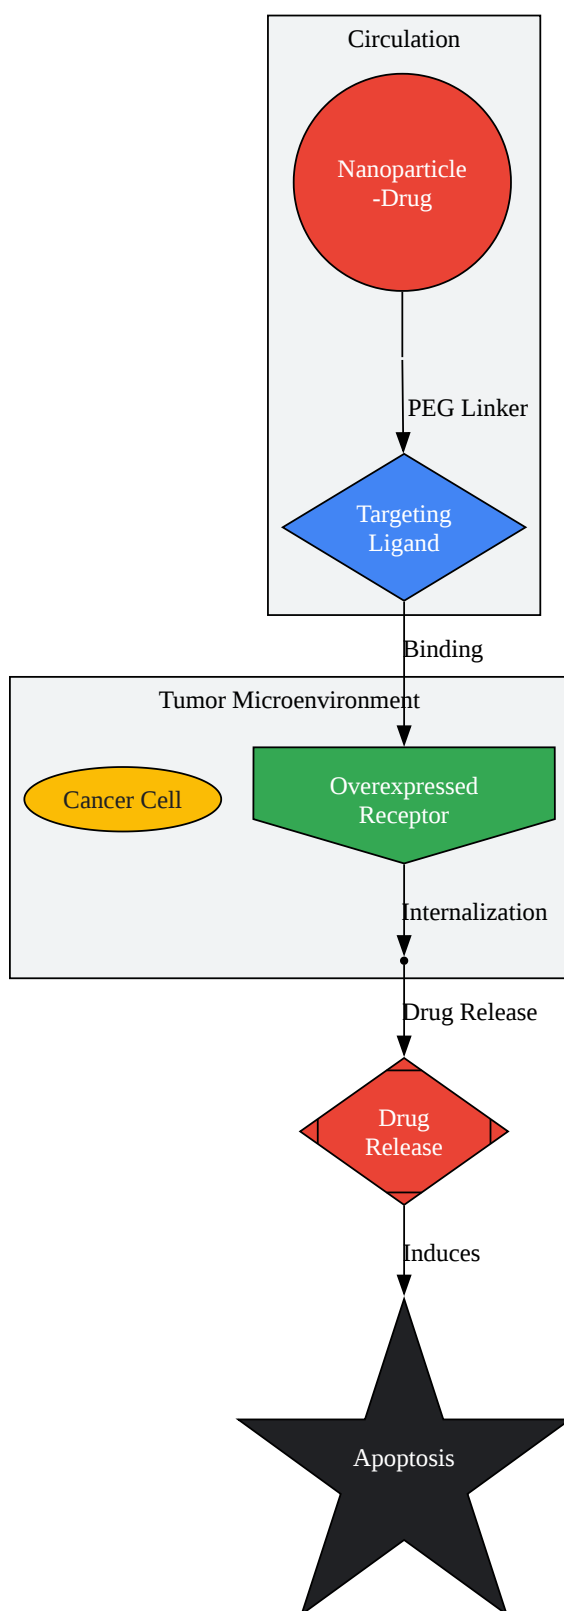 Circulation
Nanoparticle
-Drug
PEG Linker
Targeting
Ligand
Binding
Tumor Microenvironment
Cancer Cell
Overexpressed
Receptor
Internalization
Drug Release
Drug
Release
Induces
Apoptosis